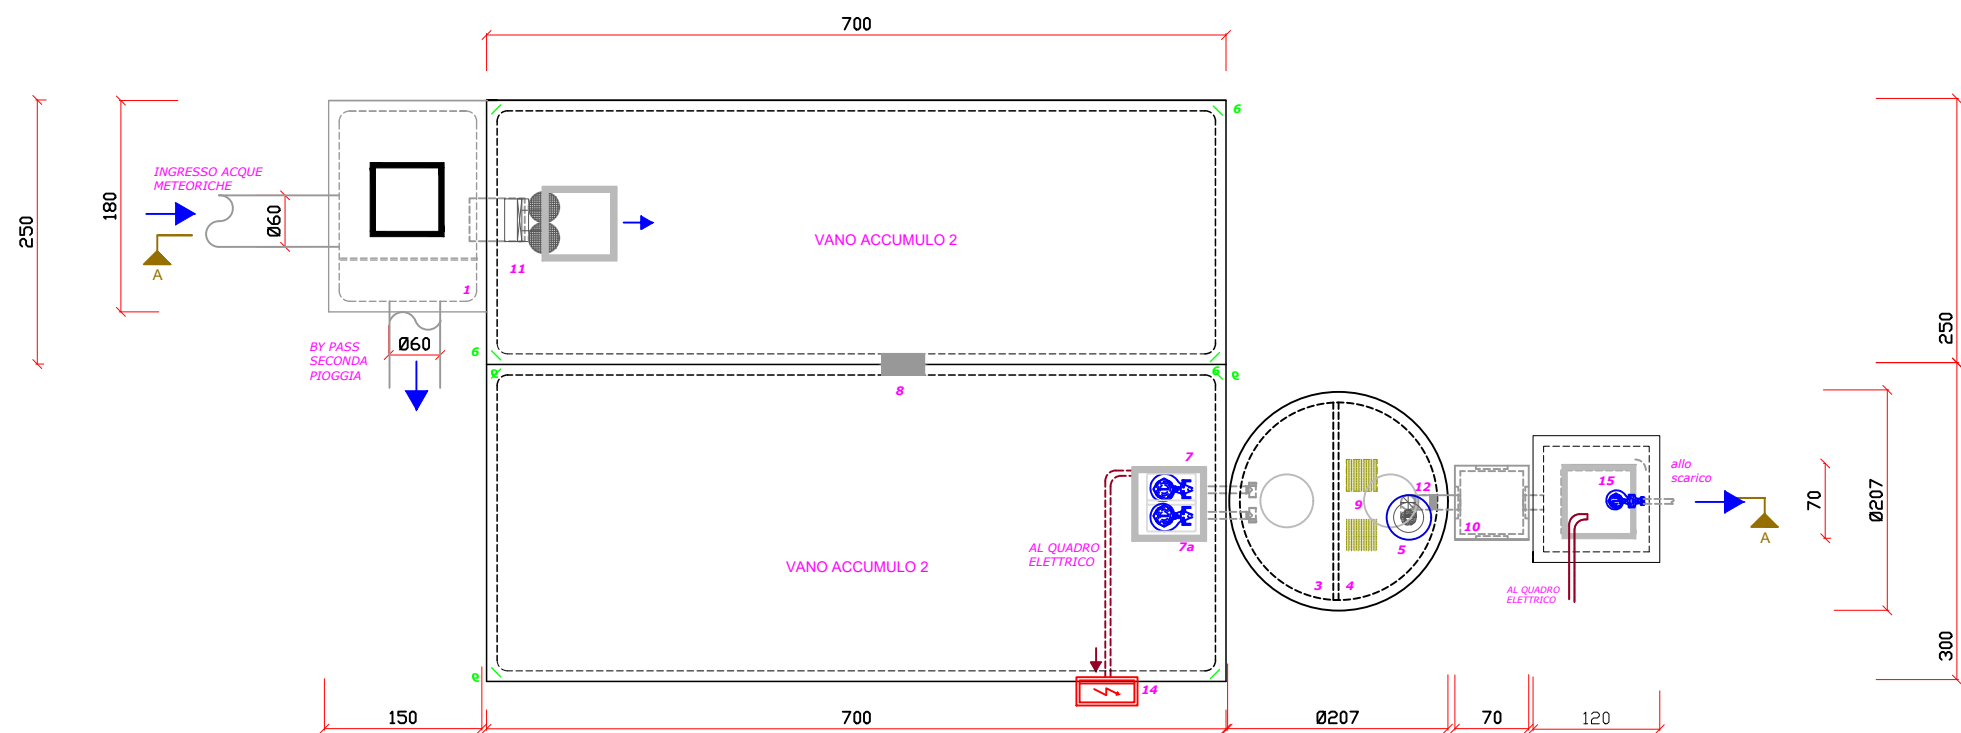 700
6
INGRESSO ACQUE
METEORICHE
180
Ø60
250
A
VANO ACCUMULO 2
11
1
250
BY PASS
SECONDA
PIOGGIA
Ø60
6
8
6
7
allo
scarico
15
12
9
10
5
70
Ø207
A
AL QUADRO
ELETTRICO
7a
VANO ACCUMULO 2
3
4
AL QUADRO
ELETTRICO
300
14
150
700
Ø207
70
120